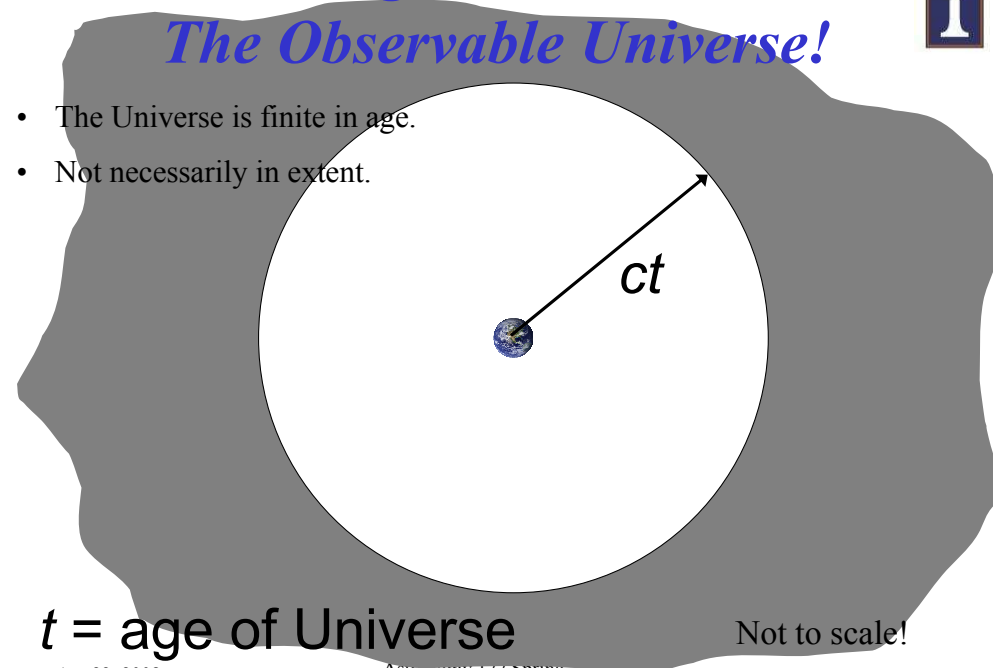 The Observable Universe!
• The Universe is finite in age.
• Not necessarily in extent.
ct
t = age of Universe
Not to scale!